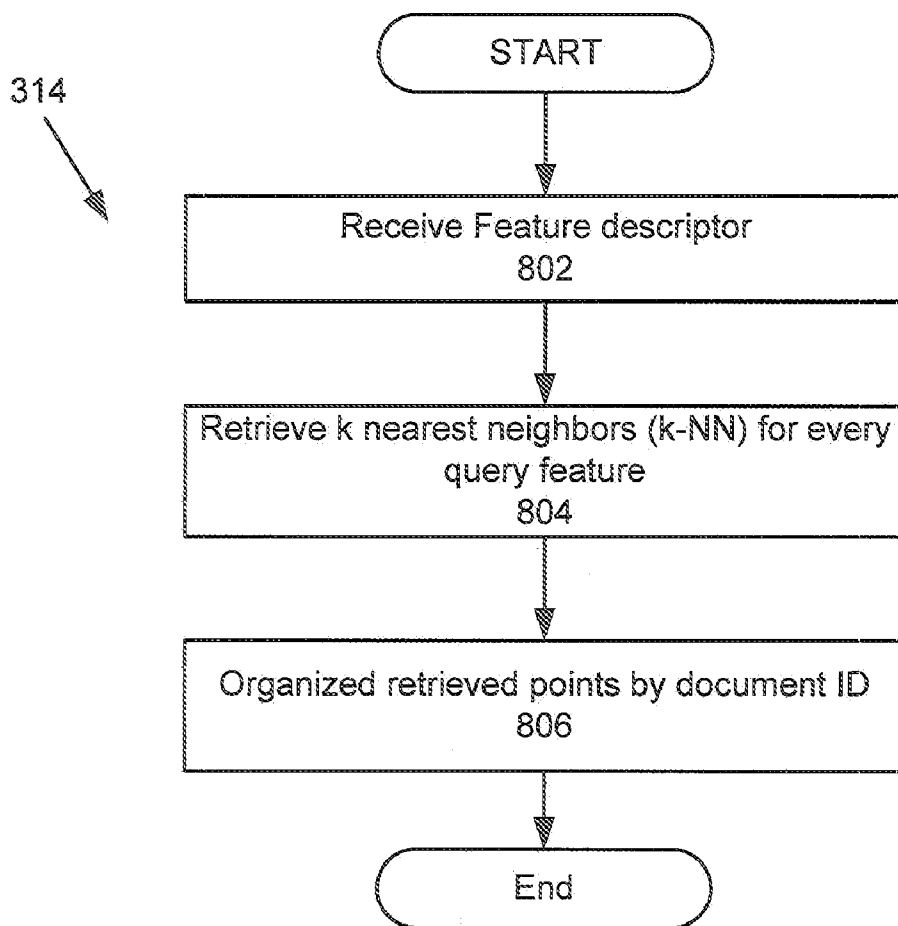 START
314
Receive Feature descriptor
802
Retrieve k nearest neighbors (k-NN) for every
query feature
804
Organized retrieved points by document ID
806
End